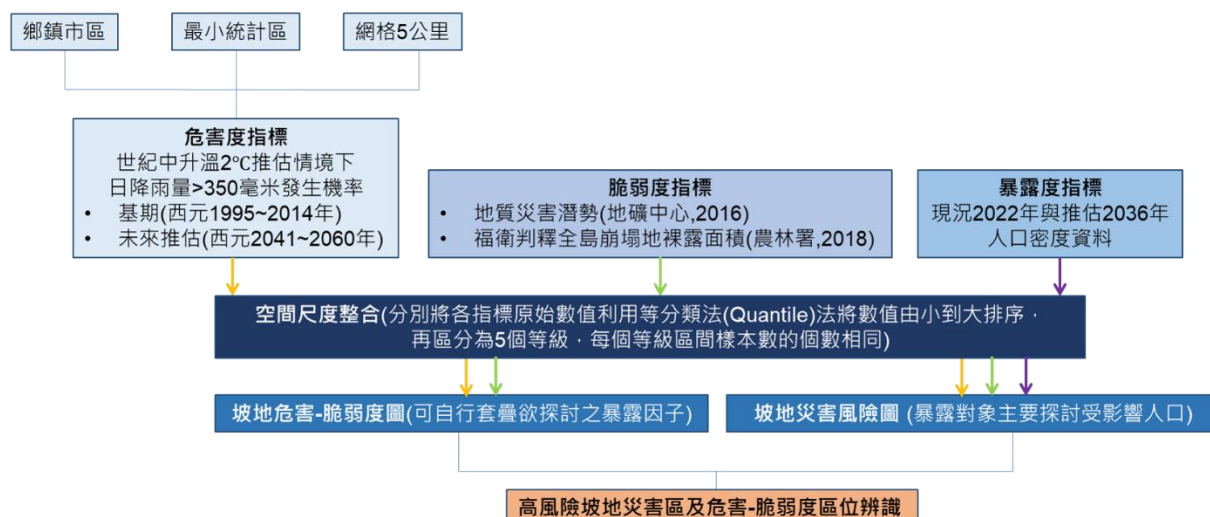 鄉鎮市區
最小統計區
網格5公里
危害度指標
世紀中升溫2℃推估情境下
日降雨量>350毫米發生機率
• 基期(西元1995~2014年)
• 未來推估(西元2041~2060年)
脆弱度指標
• 地質災害潛勢(地礦中心,2016)
• 福衛判釋全島崩塌地裸露面積(農林署,2018)
暴露度指標
現況2022年與推估2036年
人口密度資料
空間尺度整合(分別將各指標原始數值利用等分類法(Quantile)法將數值由小到大排序，
再區分為5個等級，每個等級區間樣本數的個數相同)
坡地危害-脆弱度圖(可自行套疊欲探討之暴露因子)
坡地災害風險圖 (暴露對象主要探討受影響人口)
高風險坡地災害區及危害-脆弱度區位辨識